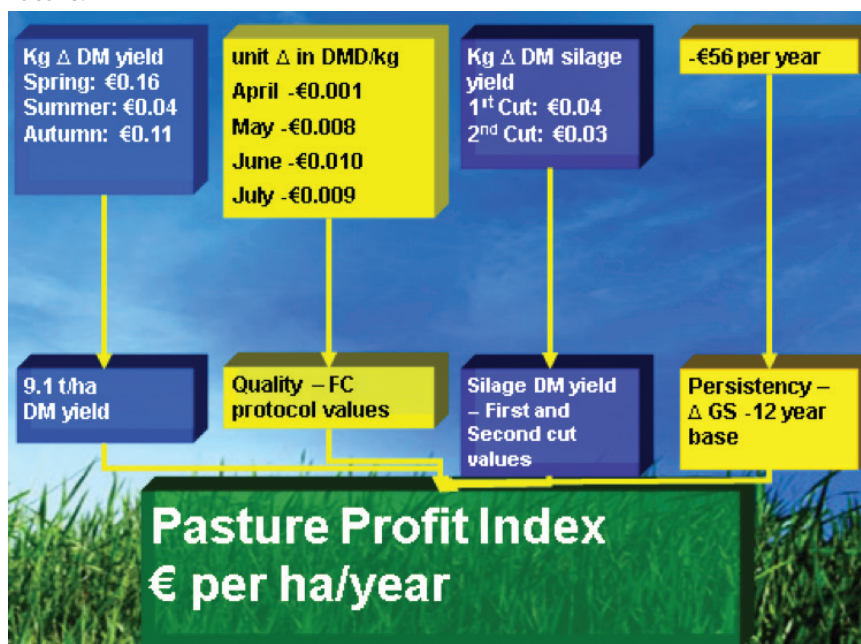 Kg Δ DM yield
Spring: €0.16
Summer: €0.04
Autumn: €0.11
unit Δ in DMD/kg
April -€0.001
May -€0.008
June -€0.010
July -€0.009
Kg Δ DM silage
yield
1st Cut: €0.04
2nd Cut: €0.03
-€56 per year
9.1 t/ha
DM yield
Quality – FC
protocol values
Silage DM yield
– First and
Second cut
values
Persistency –
Δ GS -12 year
base
Pasture Profit Index
€ per ha/year